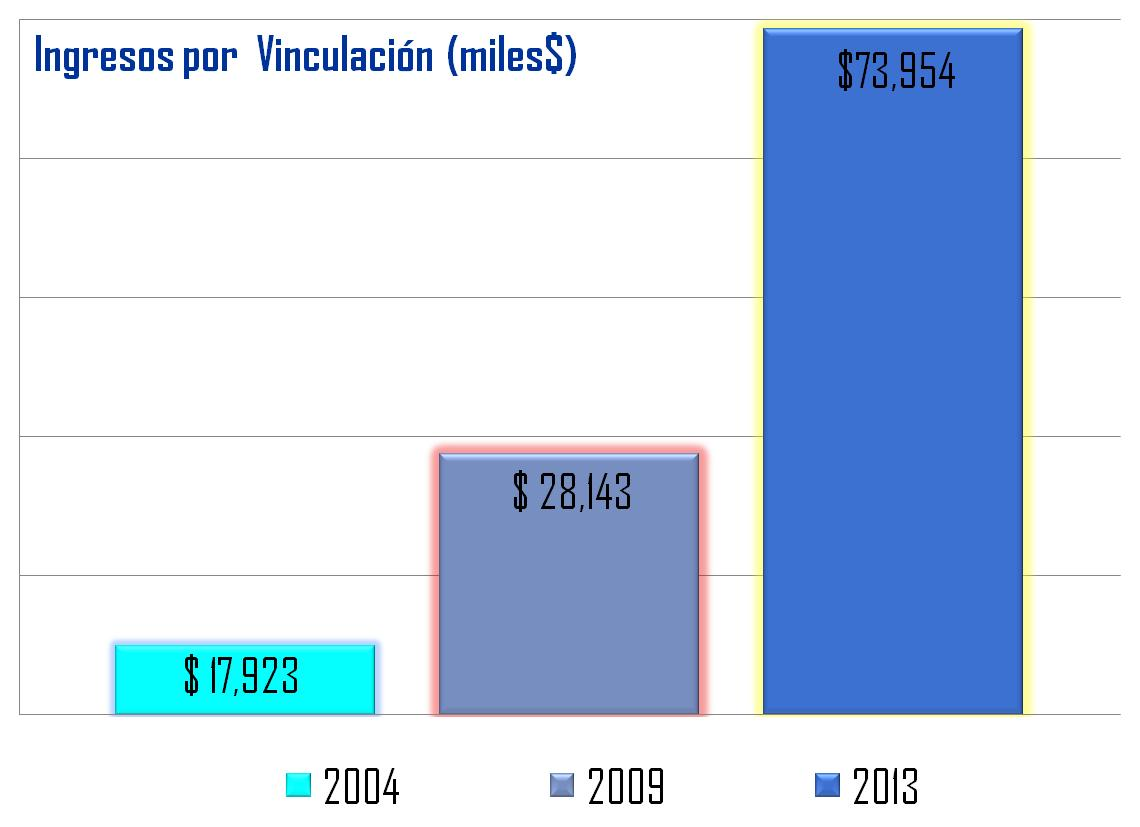 Ingresos por Vinculación (miles$)
$73,954
$ 28,143
$ 17,923
2004 2009 2013